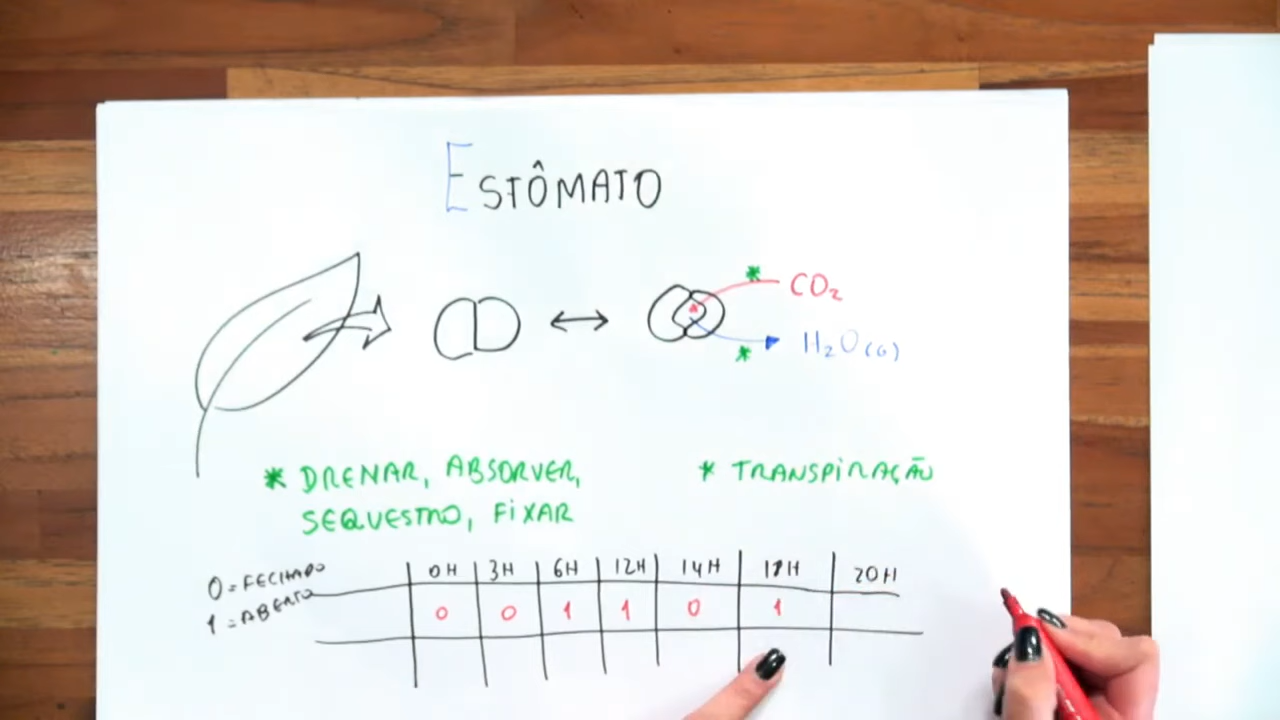 ESTÔMATO
CO₂
H₂O(G)
* DRENAR, ABSORVER,
SEQUESTRO, FIXAR
* TRANSPIRAÇÃO
0 = FECHADO
1 = ABERTO
0H 3H 6H 12H 14H 20H
0 0 1 1 0 1